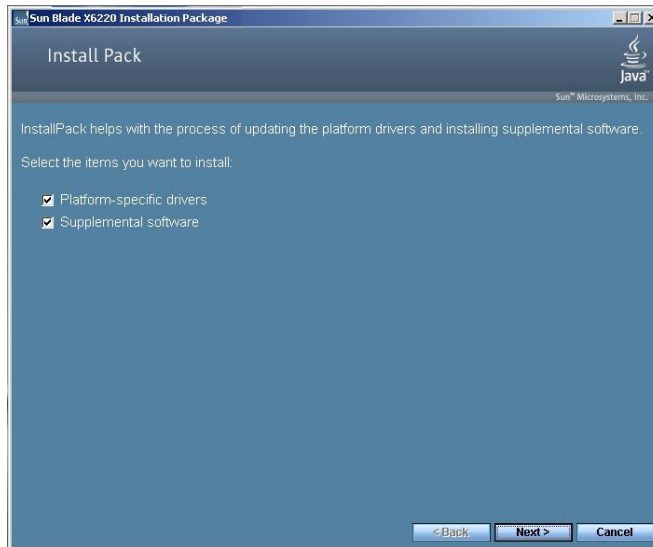 Sun Sun Blade X6220 Installation Package
Install Pack
Java™
Sun™ Microsystems, Inc.
InstallPack helps with the process of updating the platform drivers and installing supplemental software.
Select the items you want to install:
Platform-specific drivers
Supplemental software
< Back Next > Cancel